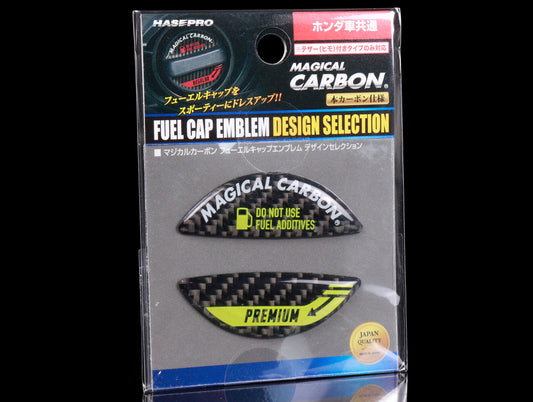 HASEPRO
MAGICAL CARBON
PREMIUM
フューエルキャップを
スポーティーにドレスアップ!!
ホンダ車共通
※テザー(ヒモ)付きタイプのみ対応
MAGICAL
CARBON®
本カーボン仕様
FUEL CAP EMBLEM DESIGN SELECTION
■マジカルカーボン フューエルキャップエンブレム デザインセレクション
MAGICAL CARBON®
DO NOT USE
FUEL ADDITIVES
PREMIUM
JAPAN
QUALITY